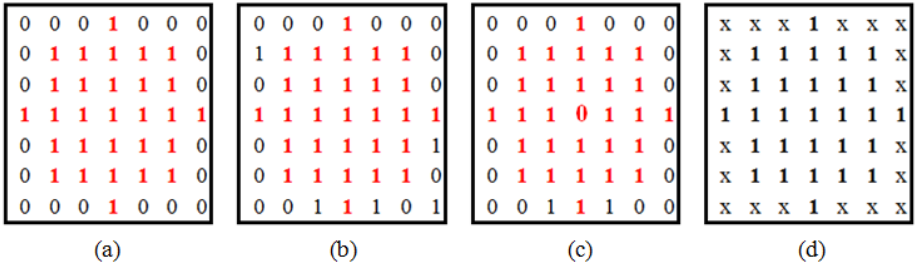 0 0 0 1 0 0 0 0 0 0 1 0 0 0 0 0 0 1 0 0 0 x x x 1 x x x
0 1 1 1 1 1 0 1 1 1 1 1 1 0 0 1 1 1 1 1 0 x 1 1 1 1 1 x
0 1 1 1 1 1 0 0 1 1 1 1 1 0 0 1 1 1 1 1 0 x 1 1 1 1 1 x
1 1 1 1 1 1 1 1 1 1 1 1 1 1 1 1 1 0 1 1 1 1 1 1 1 1 1 1
0 1 1 1 1 1 0 0 1 1 1 1 1 1 0 1 1 1 1 1 0 x 1 1 1 1 1 x
0 1 1 1 1 1 0 0 1 1 1 1 1 0 0 1 1 1 1 1 0 x 1 1 1 1 1 x
0 0 0 1 0 0 0 0 0 1 1 1 0 1 0 0 1 1 1 0 0 x x x 1 x x x
(a) (b) (c) (d)